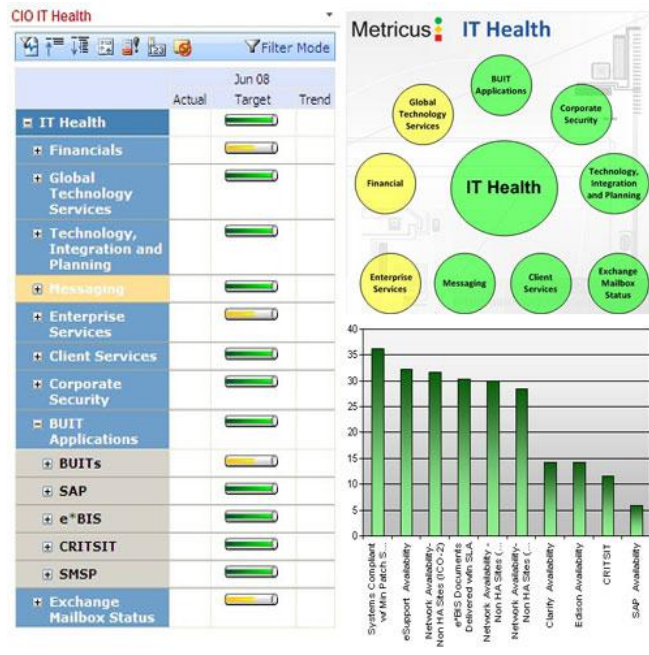 CIO IT Health
Filter Mode
Jun 08
Actual Target Trend
IT Health
Financials
Global
Technology
Services
Technology,
Integration and
Planning
Messaging
Enterprise
Services
Client Services
Corporate
Security
BUIT
Applications
BUITs
SAP
e*BIS
CRITSIT
SMSP
Exchange
Mailbox Status
Metricus IT Health
BUIT
Applications
Global
Technology
Services
Corporate
Security
Financial
IT Health
Technology,
Integration
and Planning
Enterprise
Services
Messaging
Client
Services
Exchange
Mailbox
Status
40
35
30
25
20
15
10
5
0
Systems Compliant
w/ Min Patch S...
eSupport Availability
Network Availability-
Non HA Sites (ICO-2)
e*BIS Documents
Delivered w/in SLA
Network Availability -
Non HA Sites (...
Network Availability-
Non HA Sites (...
Clarify Availability
Edison Availability
CRITSIT
SAP Availability